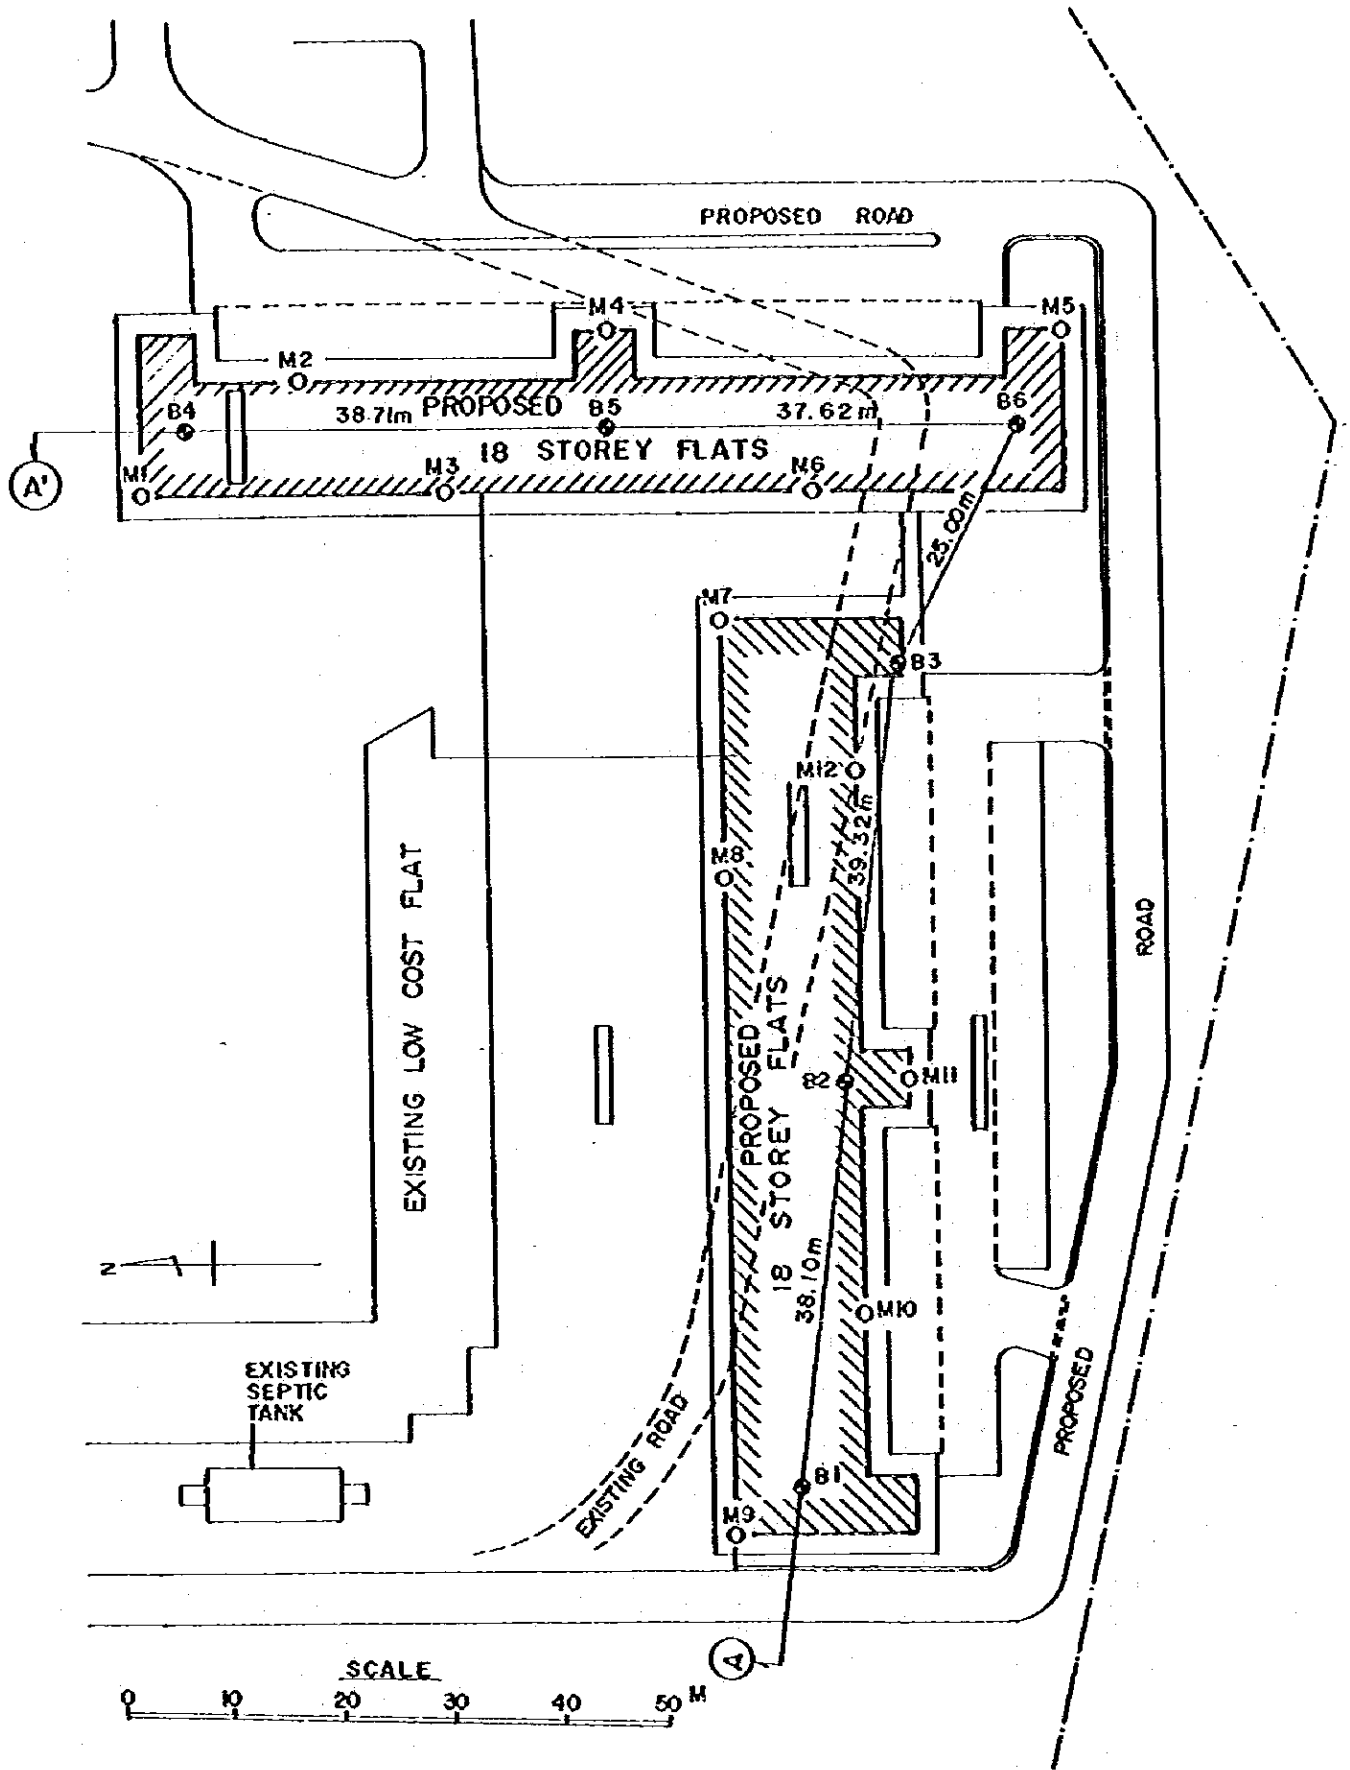 PROPOSED ROAD
M4
M5
M2
B4
38.71m
PROPOSED
B5
37.62m
B6
18 STOREY FLATS
A'
M1
M3
M6
25.00m
M7
B3
M12
39.32m
M8
EXISTING LOW COST FLAT
ROAD
PROPOSED
18 STOREY FLATS
B2
M11
N
38.10m
M10
EXISTING
SEPTIC
TANK
EXISTING ROAD
PROPOSED
B1
M9
A
SCALE
0 10 20 30 40 50 M